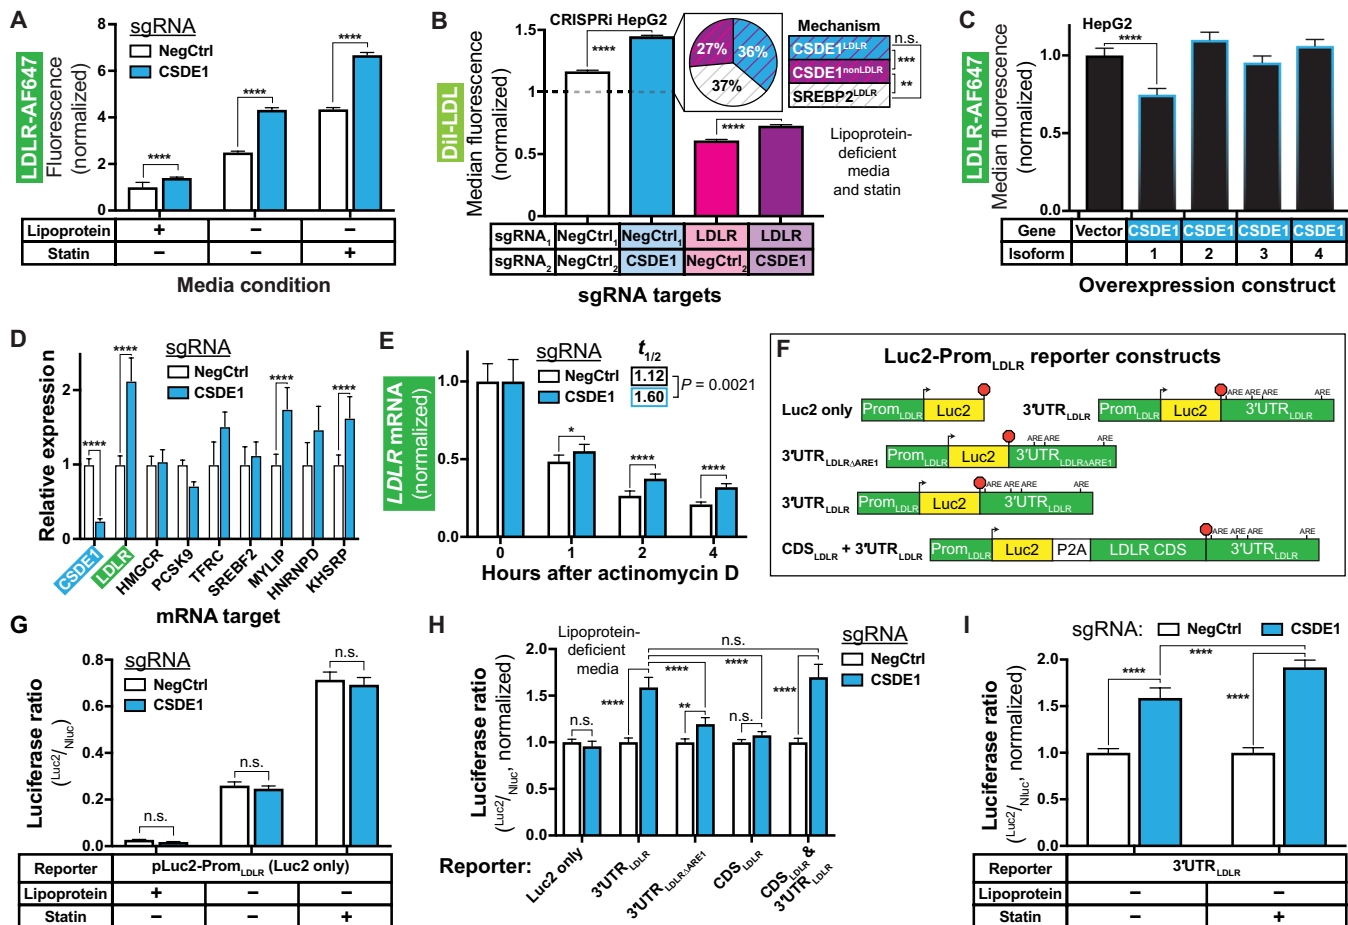 A
LDLR-AF647
Fluorescence
(normalized)
8
6
4
2
0
sgRNA
NegCtrl
CSDE1
****
****
****
Lipoprotein + – –
Statin – – +
Media condition
B
CRISPRi HepG2
DiI-LDL
Median fluorescence
(normalized)
1.5
1.0
0.5
0
****
****
27%
36%
37%
Mechanism
CSDE1LDLR
CSDE1nonLDLR
SREBP2LDLR
n.s.
***
**
Lipoprotein-
deficient
media
and statin
sgRNA1 NegCtrl1 NegCtrl1 LDLR LDLR
sgRNA2 NegCtrl2 CSDE1 NegCtrl2 CSDE1
sgRNA targets
C
HepG2
LDLR-AF647
Median fluorescence
(normalized)
1.0
0.5
0.0
****
Gene Vector CSDE1 CSDE1 CSDE1 CSDE1
Isoform 1 2 3 4
Overexpression construct
D
Relative expression
2
1
0
sgRNA
NegCtrl
CSDE1
****
****
****
****
CSDE1
LDLR
HMGCR
PCSK9
TFRC
SREBF2
MYLIP
HNRNPD
KHSRP
mRNA target
E
LDLR mRNA
(normalized)
1.0
0.5
0.0
sgRNA
NegCtrl
CSDE1
t1/2
1.12
1.60
P = 0.0021
*
****
****
0 1 2 4
Hours after actinomycin D
F
Luc2-PromLDLR reporter constructs
Luc2 only
PromLDLR Luc2
3'UTRLDLR
PromLDLR Luc2 3'UTRLDLR
ARE ARE ARE ARE
3'UTRLDLRΔARE1
PromLDLR Luc2 3'UTRLDLRΔARE1
ARE ARE ARE
3'UTRLDLR
PromLDLR Luc2 3'UTRLDLR
ARE ARE ARE ARE
CDSLDLR + 3'UTRLDLR
PromLDLR Luc2 P2A LDLR CDS 3'UTRLDLR
ARE ARE ARE ARE
G
Luciferase ratio
(Luc2/Nluc)
0.8
0.6
0.4
0.2
0.0
sgRNA
NegCtrl
CSDE1
n.s.
n.s.
n.s.
Reporter pLuc2-PromLDLR (Luc2 only)
Lipoprotein + – –
Statin – – +
H
Lipoprotein-
deficient
media
Luciferase ratio
(Luc2/Nluc, normalized)
2.0
1.5
1.0
0.5
0.0
sgRNA
NegCtrl
CSDE1
n.s.
****
****
****
n.s.
**
n.s.
****
Reporter:
Luc2 only
3'UTRLDLR
3'UTRLDLRΔARE1
CDSLDLR
CDSLDLR &
3'UTRLDLR
I
sgRNA: NegCtrl CSDE1
Luciferase ratio
(Luc2/Nluc, normalized)
2.0
1.5
1.0
0.5
0.0
****
****
****
Reporter 3'UTRLDLR
Lipoprotein – –
Statin – +